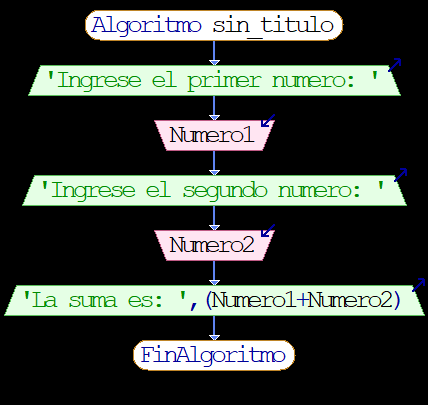 Algoritmo sin_titulo
'Ingrese el primer numero: '
Numero1
'Ingrese el segundo numero: '
Numero2
'La suma es: ',(Numero1+Numero2)
FinAlgoritmo